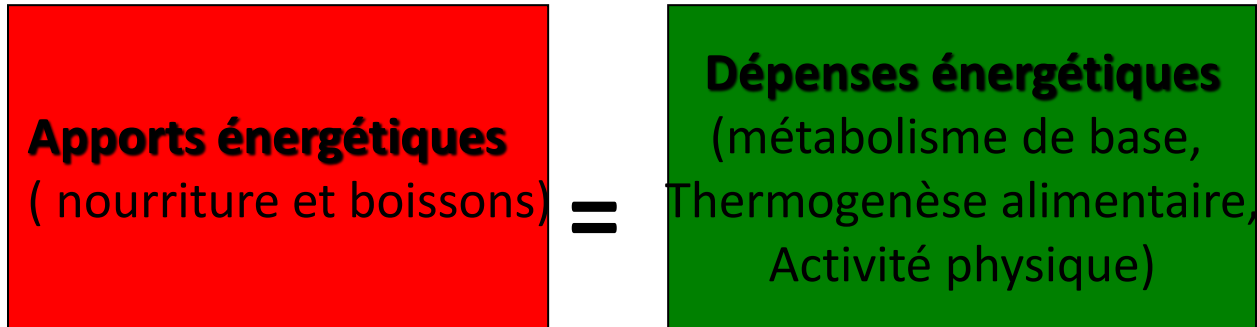 Apports énergétiques
( nourriture et boissons)
=
Dépenses énergétiques
(métabolisme de base,
Thermogenèse alimentaire,
Activité physique)